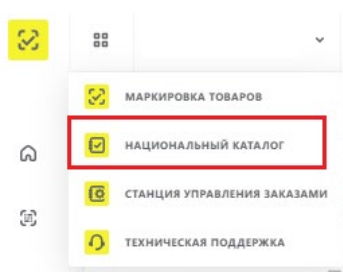 МАРКИРОВКА ТОВАРОВ
НАЦИОНАЛЬНЫЙ КАТАЛОГ
СТАНЦИЯ УПРАВЛЕНИЯ ЗАКАЗАМИ
ТЕХНИЧЕСКАЯ ПОДДЕРЖКА